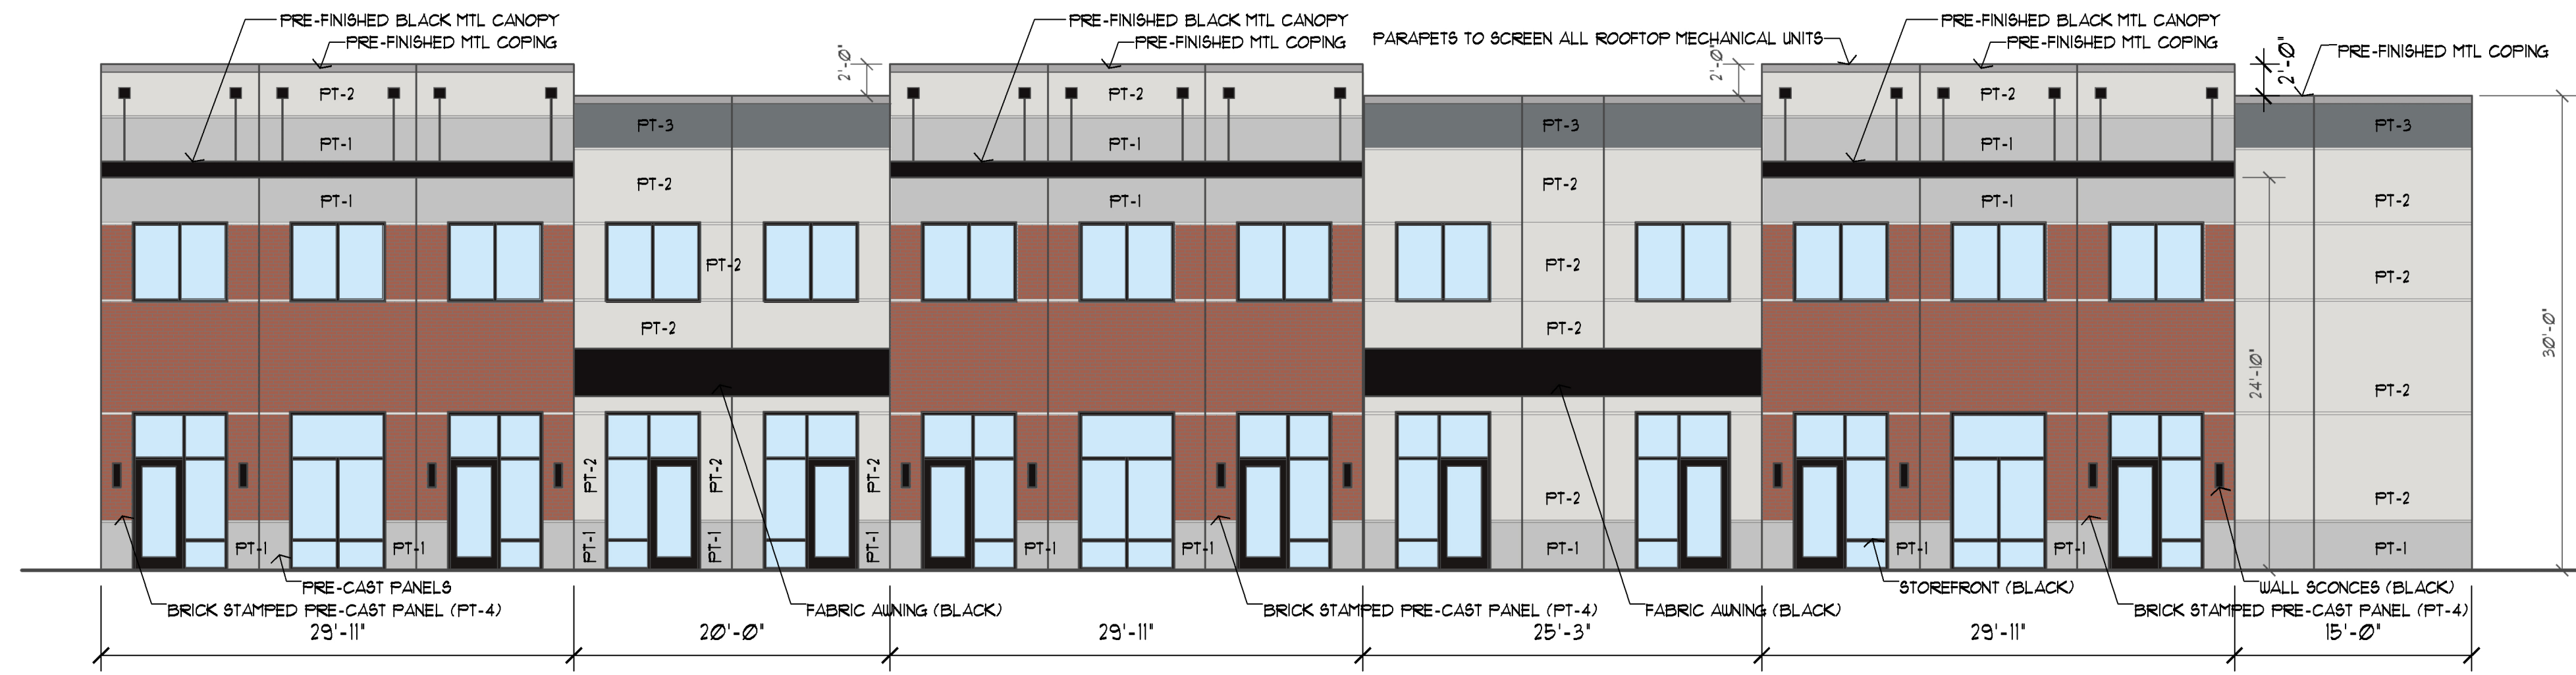 PRE-FINISHED BLACK MTL CANOPY
PRE-FINISHED MTL COPING
PRE-FINISHED BLACK MTL CANOPY
PRE-FINISHED MTL COPING
PARAPETS TO SCREEN ALL ROOFTOP MECHANICAL UNITS
PRE-FINISHED BLACK MTL CANOPY
PRE-FINISHED MTL COPING
PRE-FINISHED MTL COPING
2'-0"
2'-0"
2'-0"
PT-2
PT-2
PT-2
PT-3
PT-3
PT-3
PT-1
PT-1
PT-1
PT-2
PT-2
PT-1
PT-1
PT-1
PT-2
PT-2
PT-2
PT-2
PT-2
PT-2
30'-0"
24'-10"
PT-2
PT-2
PT-2
PT-2
PT-2
PT-2
PT-1
PT-1
PT-1
PT-1
PT-1
PT-1
PT-1
PT-1
PT-1
PT-1
PT-1
PRE-CAST PANELS
STOREFRONT (BLACK)
WALL SCONCES (BLACK)
BRICK STAMPED PRE-CAST PANEL (PT-4)
FABRIC AWNING (BLACK)
BRICK STAMPED PRE-CAST PANEL (PT-4)
FABRIC AWNING (BLACK)
BRICK STAMPED PRE-CAST PANEL (PT-4)
29'-11"
20'-0"
29'-11"
25'-3"
29'-11"
15'-0"